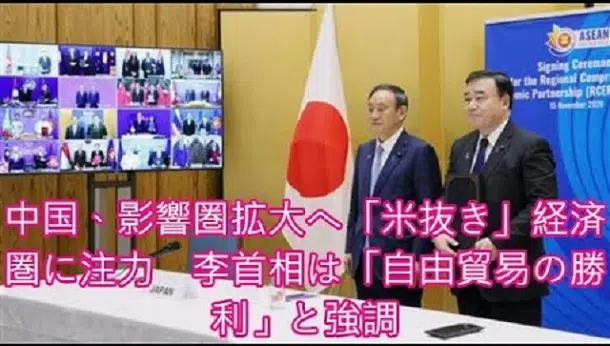 ASEAN
Signing Ceremo
for the Regional Compre
omic Partnership (RCEP
15 November 2020
JAPAN
中国、影響圏拡大へ「米抜き」経済
圏に注力　李首相は「自由貿易の勝
利」と強調